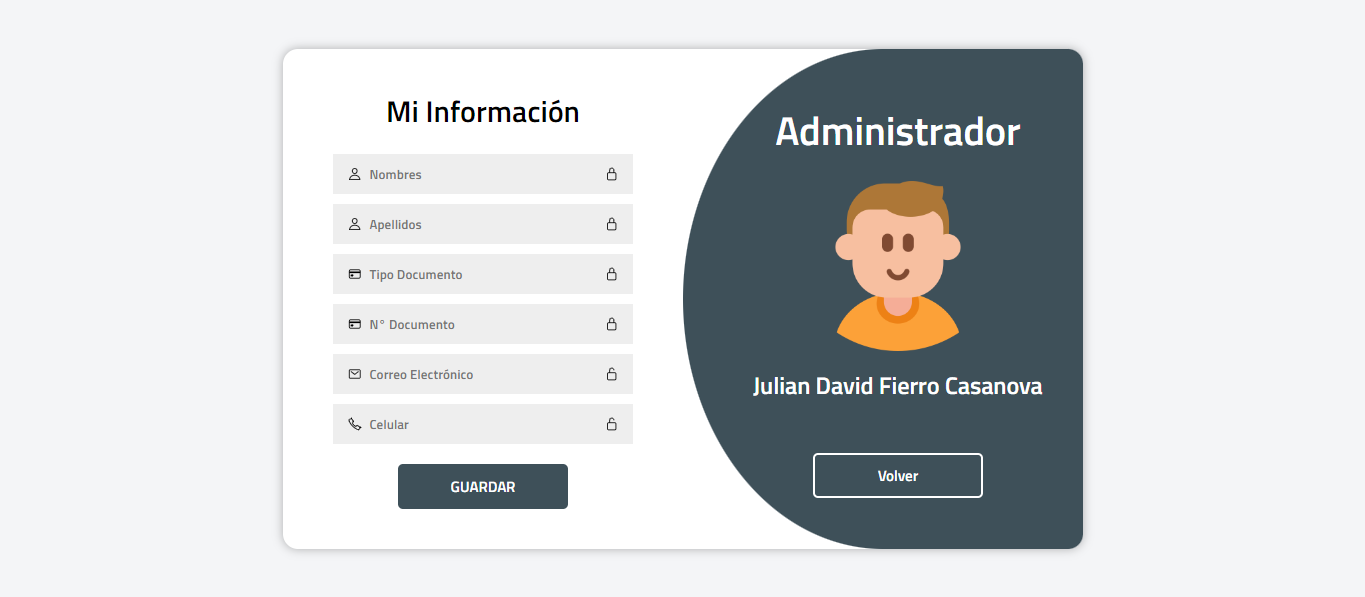 Mi Información
Nombres
Apellidos
Tipo Documento
N° Documento
Correo Electrónico
Celular
GUARDAR
Administrador
Julian David Fierro Casanova
Volver